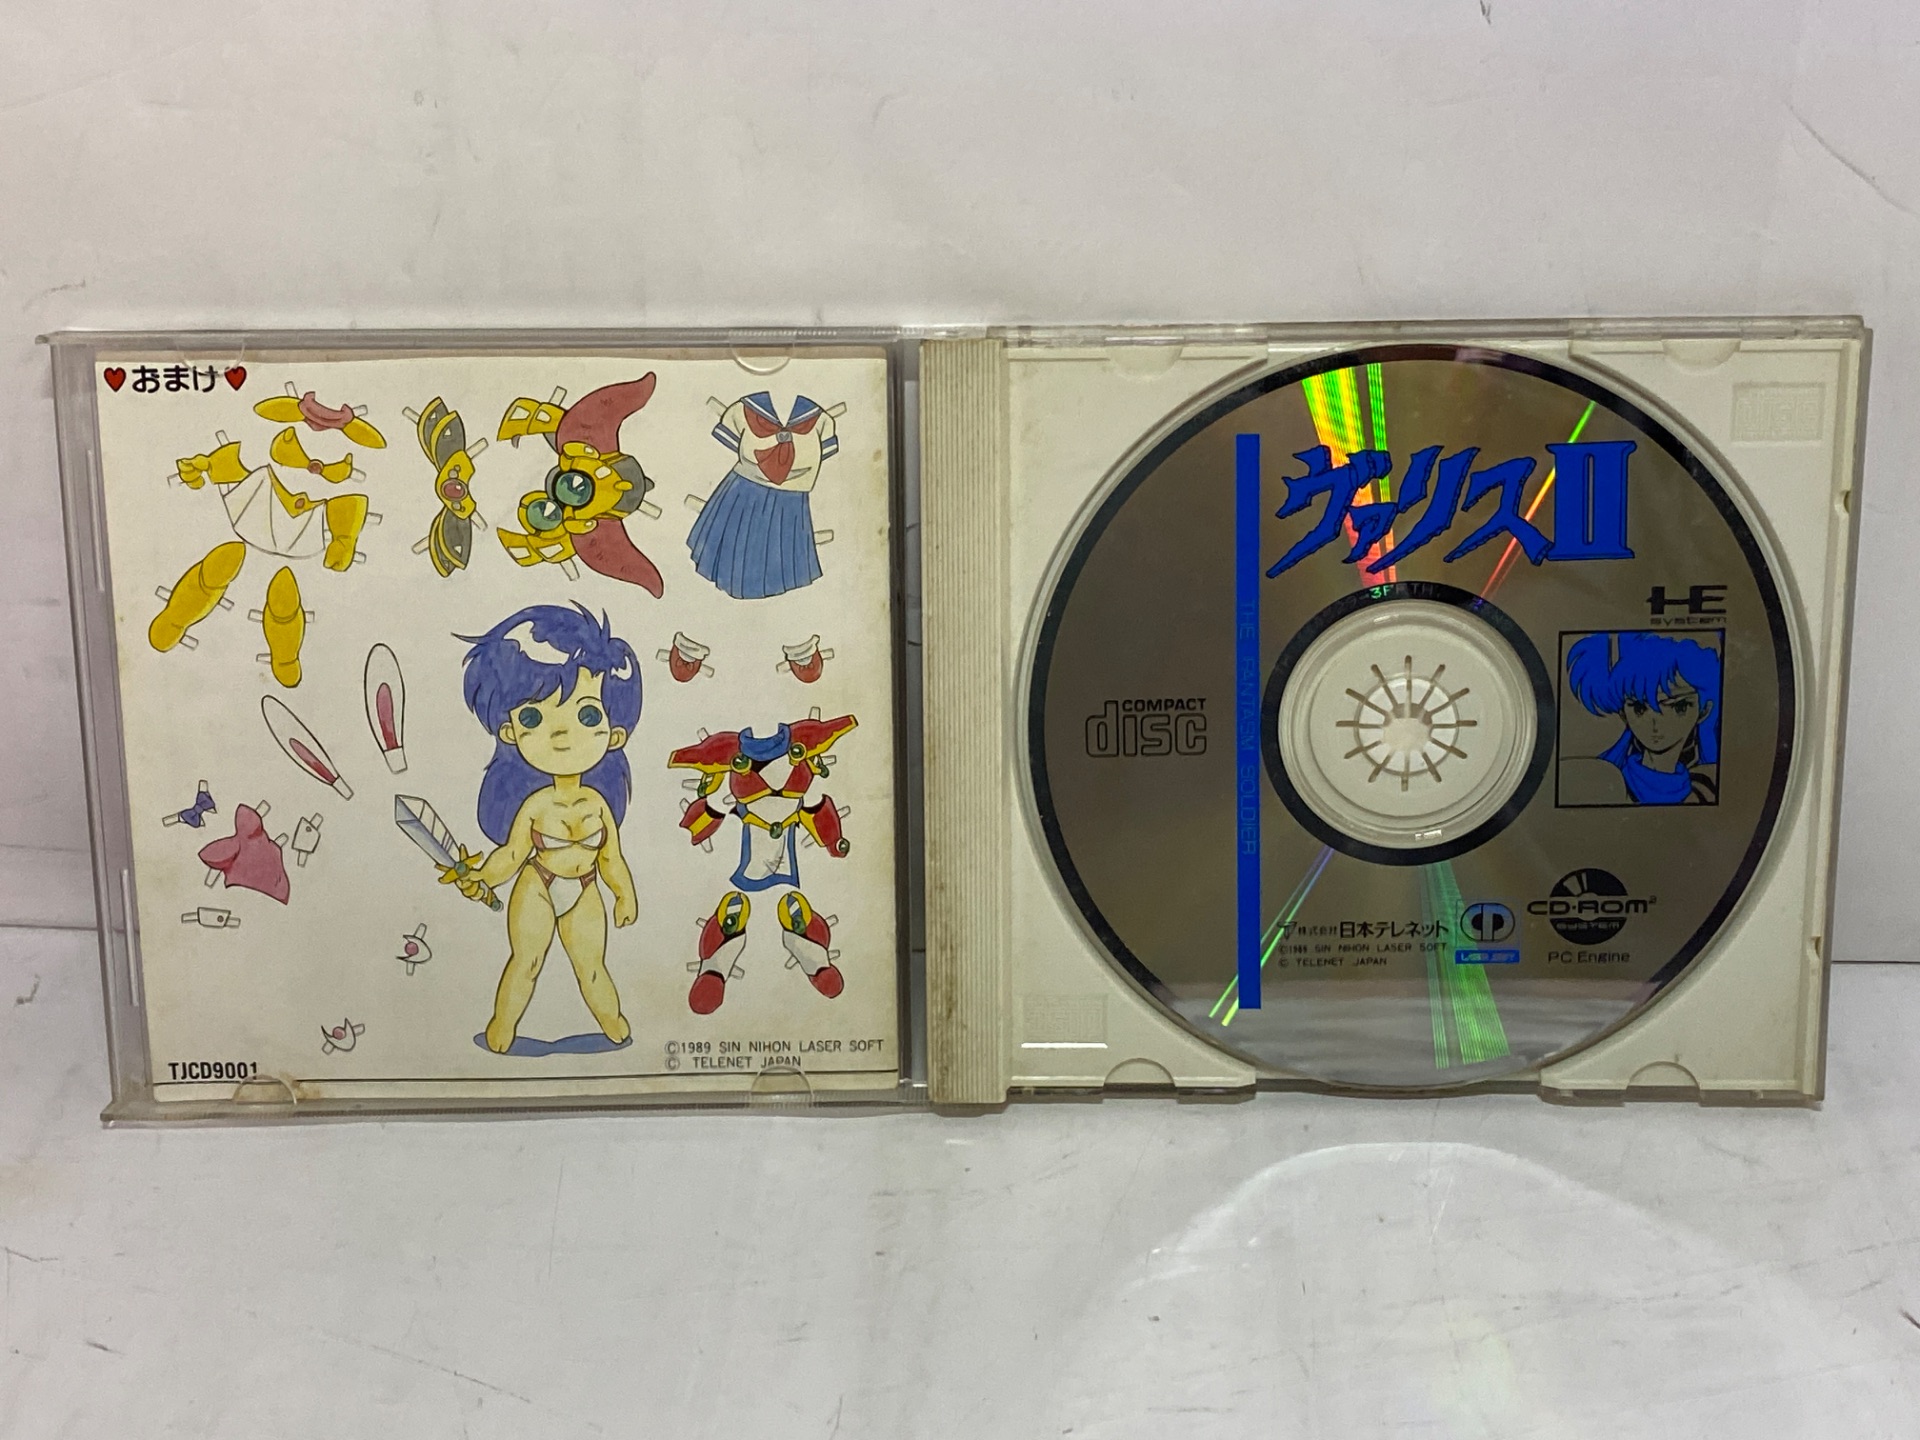 ♥おまけ♥
©1989 SIN NIHON LASER SOFT
© TELENET JAPAN
TJCD9001
ヴァリスII
THE FANTASM SOLDIER
HE
system
COMPACT
disc
株式会社 日本テレネット
©1989 SIN NIHON LASER SOFT
© TELENET JAPAN
LASER SOFT
CD-ROM²
SYSTEM
PC Engine